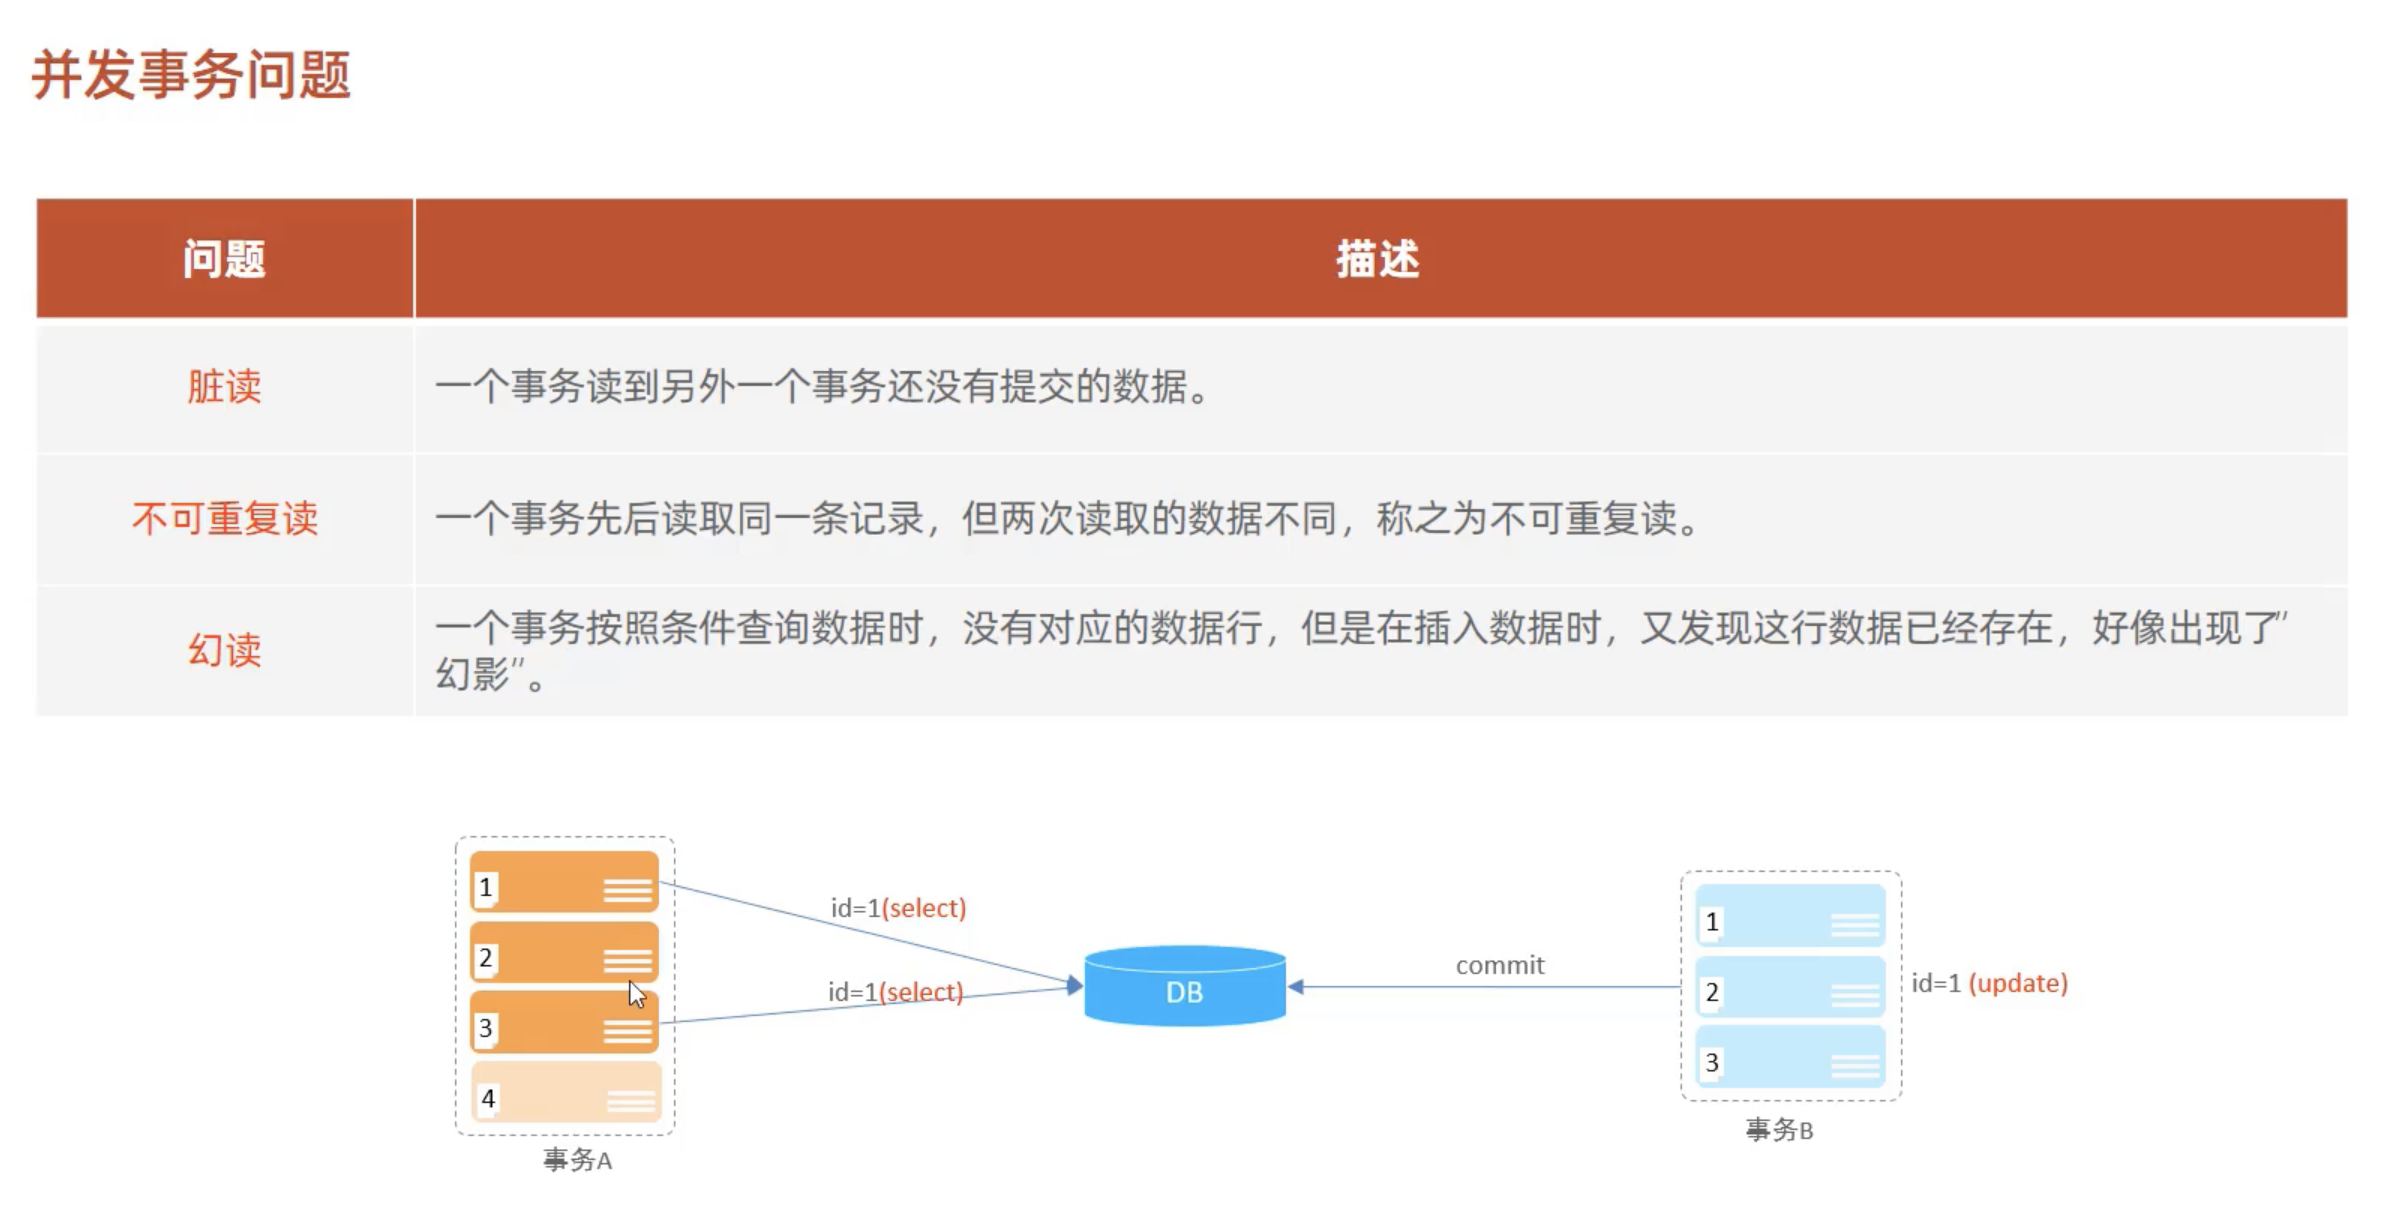 并发事务问题
问题
描述
脏读
一个事务读到另外一个事务还没有提交的数据。
不可重复读
一个事务先后读取同一条记录，但两次读取的数据不同，称之为不可重复读。
幻读
一个事务按照条件查询数据时，没有对应的数据行，但是在插入数据时，又发现这行数据已经存在，好像出现了”
幻影”。
1
2
3
4
事务A
id=1(select)
id=1(select)
DB
commit
1
2
3
id=1 (update)
事务B